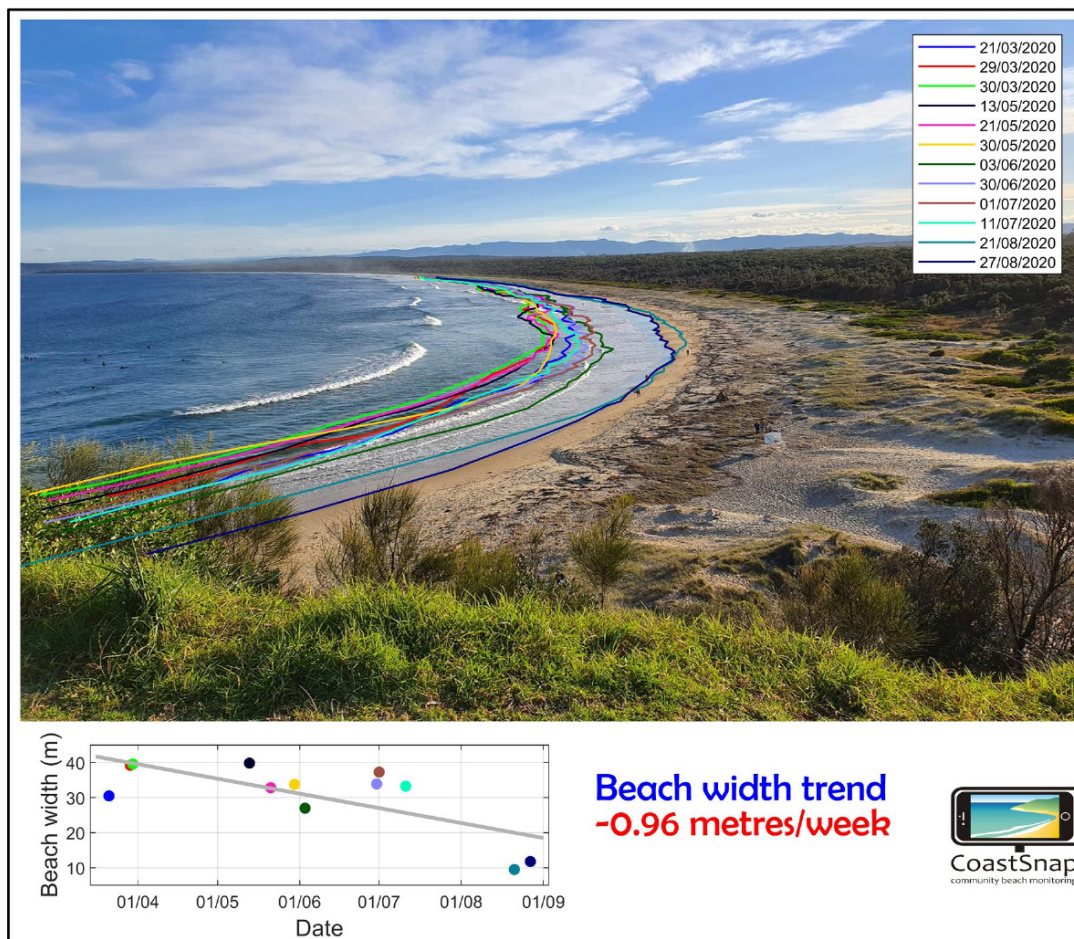 21/03/2020
29/03/2020
30/03/2020
13/05/2020
21/05/2020
30/05/2020
03/06/2020
30/06/2020
01/07/2020
11/07/2020
21/08/2020
27/08/2020
Beach width (m)
40
30
20
10
01/04 01/05 01/06 01/07 01/08 01/09
Date
Beach width trend
-0.96 metres/week
CoastSnap
community beach monitoring